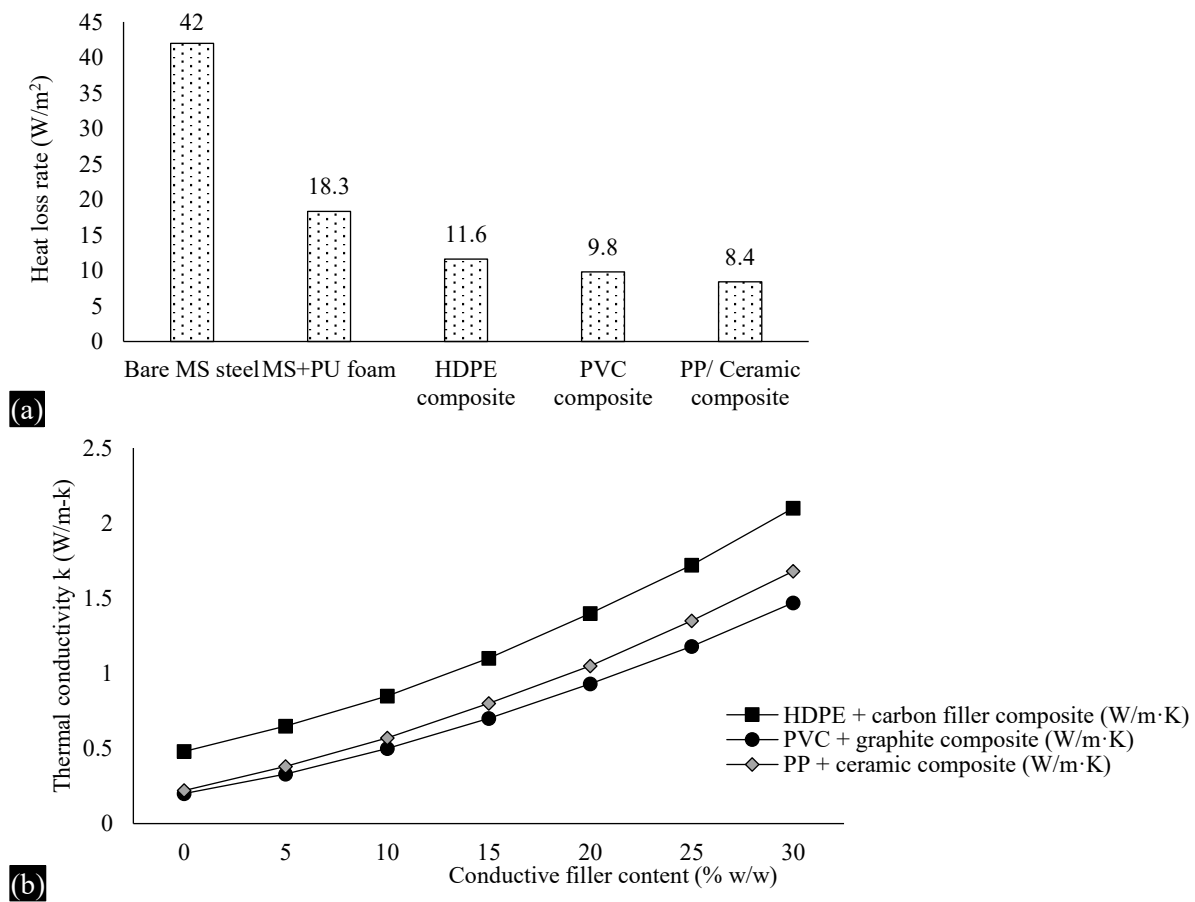 45
40
35
30
25
20
15
10
5
0
Heat loss rate (W/m²)
42
18.3
11.6
9.8
8.4
Bare MS steel
MS+PU foam
HDPE
composite
PVC
composite
PP/ Ceramic
composite
(a)
2.5
2
1.5
1
0.5
0
Thermal conductivity k (W/m-k)
HDPE + carbon filler composite (W/m·K)
PVC + graphite composite (W/m·K)
PP + ceramic composite (W/m·K)
0 5 10 15 20 25 30
Conductive filler content (% w/w)
(b)